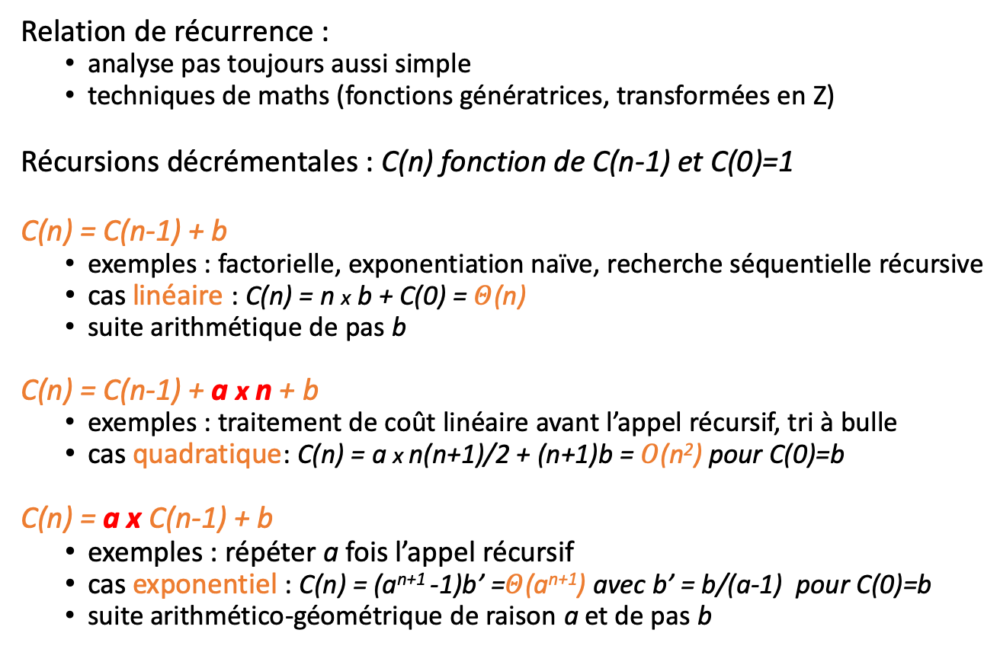 Relation de récurrence :
• analyse pas toujours aussi simple
• techniques de maths (fonctions génératrices, transformées en Z)
Récursions décrémentales : C(n) fonction de C(n-1) et C(0)=1
C(n) = C(n-1) + b
• exemples : factorielle, exponentiation naïve, recherche séquentielle récursive
• cas linéaire : C(n) = n x b + C(0) = Θ(n)
• suite arithmétique de pas b
C(n) = C(n-1) + a x n + b
• exemples : traitement de coût linéaire avant l’appel récursif, tri à bulle
• cas quadratique: C(n) = a x n(n+1)/2 + (n+1)b = O(n²) pour C(0)=b
C(n) = a x C(n-1) + b
• exemples : répéter a fois l’appel récursif
• cas exponentiel : C(n) = (aⁿ⁺¹ -1)b’ =Θ(aⁿ⁺¹) avec b’ = b/(a-1) pour C(0)=b
• suite arithmético-géométrique de raison a et de pas b